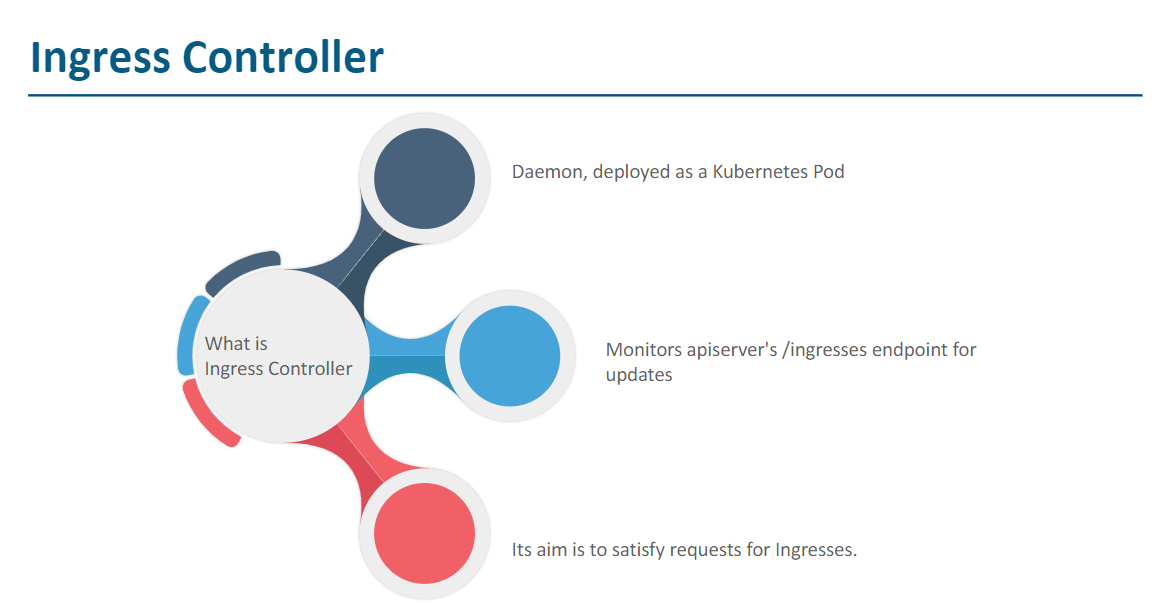 Ingress Controller
Daemon, deployed as a Kubernetes Pod
What is
Ingress Controller
Monitors apiserver's /ingresses endpoint for
updates
Its aim is to satisfy requests for Ingresses.